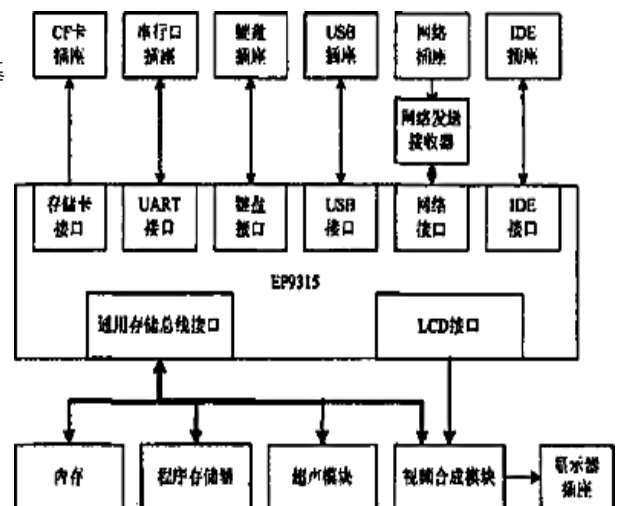 CF卡
插座
串行口
插座
键盘
插座
USB
插座
网络
插座
IDE
插座
网络发送
接收器
存储卡
接口
UART
接口
键盘
接口
USB
接口
网络
接口
IDE
接口
EP9315
通用存储总线接口
LCD接口
内存
程序存储器
超声模块
视频合成模块
显示器
插座